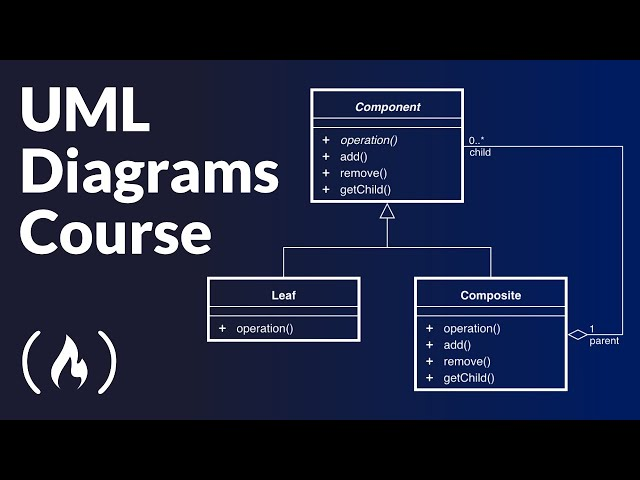 UML
Diagrams
Course
Component
+ operation()
+ add()
+ remove()
+ getChild()
0..*
child
Leaf
+ operation()
Composite
+ operation()
+ add()
+ remove()
+ getChild()
1
parent